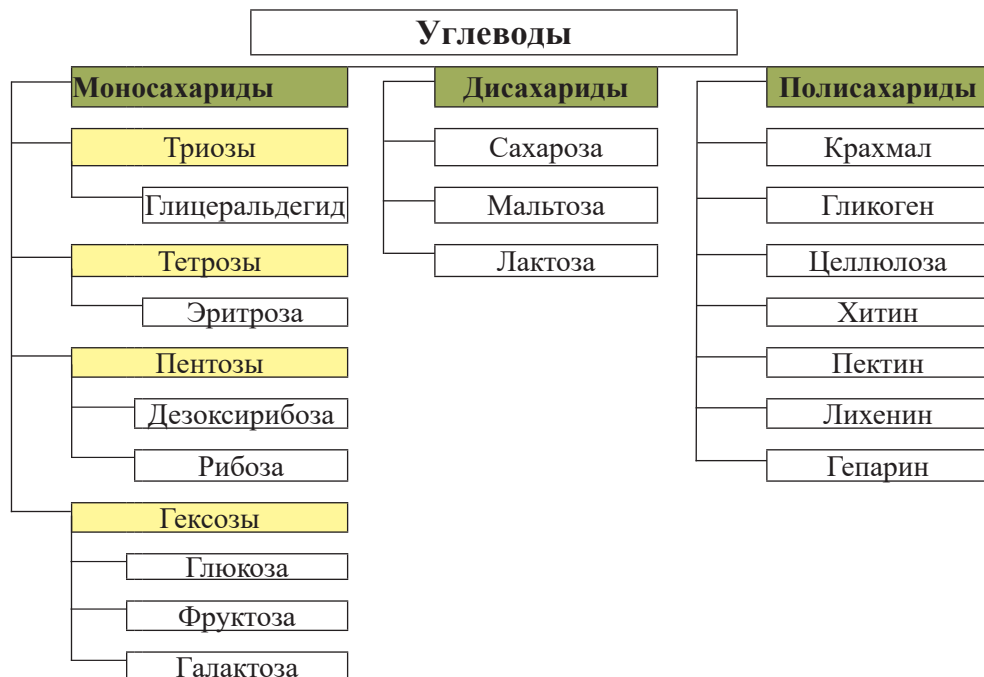 Углеводы
Моносахариды
Триозы
Глицеральдегид
Тетрозы
Эритроза
Пентозы
Дезоксирибоза
Рибоза
Гексозы
Глюкоза
Фруктоза
Галактоза
Дисахариды
Сахароза
Мальтоза
Лактоза
Полисахариды
Крахмал
Гликоген
Целлюлоза
Хитин
Пектин
Лихенин
Гепарин